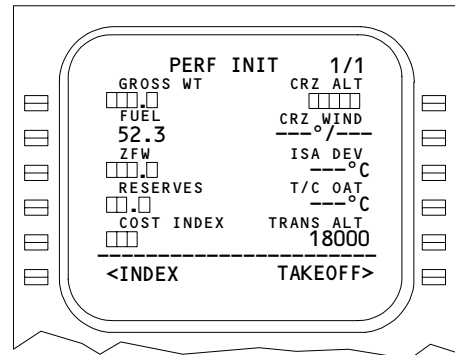 PERF INIT 1/1
GROSS WT CRZ ALT
□□□.□ □□□□□
FUEL CRZ WIND
52.3 ---°/---
ZFW ISA DEV
□□□.□ ---°C
RESERVES T/C OAT
□□.□ ---°C
COST INDEX TRANS ALT
□□□ 18000
------------------------
<INDEX TAKEOFF>